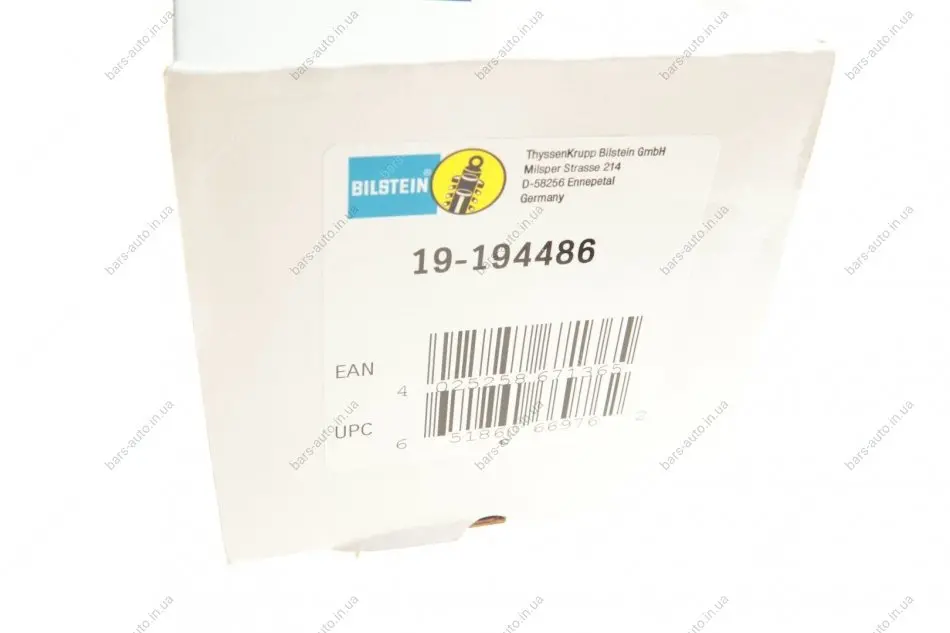 BILSTEIN®
ThyssenKrupp Bilstein GmbH
Milsper Strasse 214
D-58256 Ennepetal
Germany
19-194486
EAN
4 025258 671365
UPC
6 51860 66976 2
bars-auto.in.ua